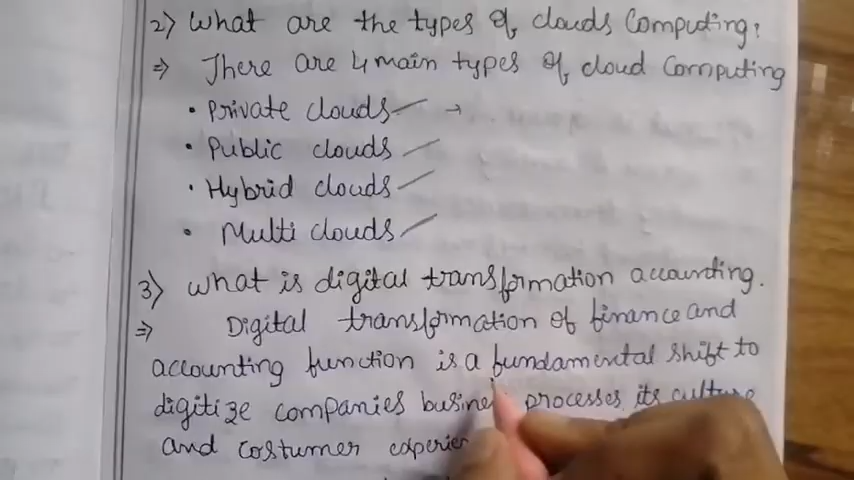 2) What are the types of clouds Computing?
⇒ There are 4 main types of cloud Computing
• Private clouds →
• Public clouds
• Hybrid clouds
• Multi clouds
3) what is digital transformation accounting.
⇒ Digital transformation of finance and
accounting function is a fundamental shift to
digitize companies processes its culture
and costumer